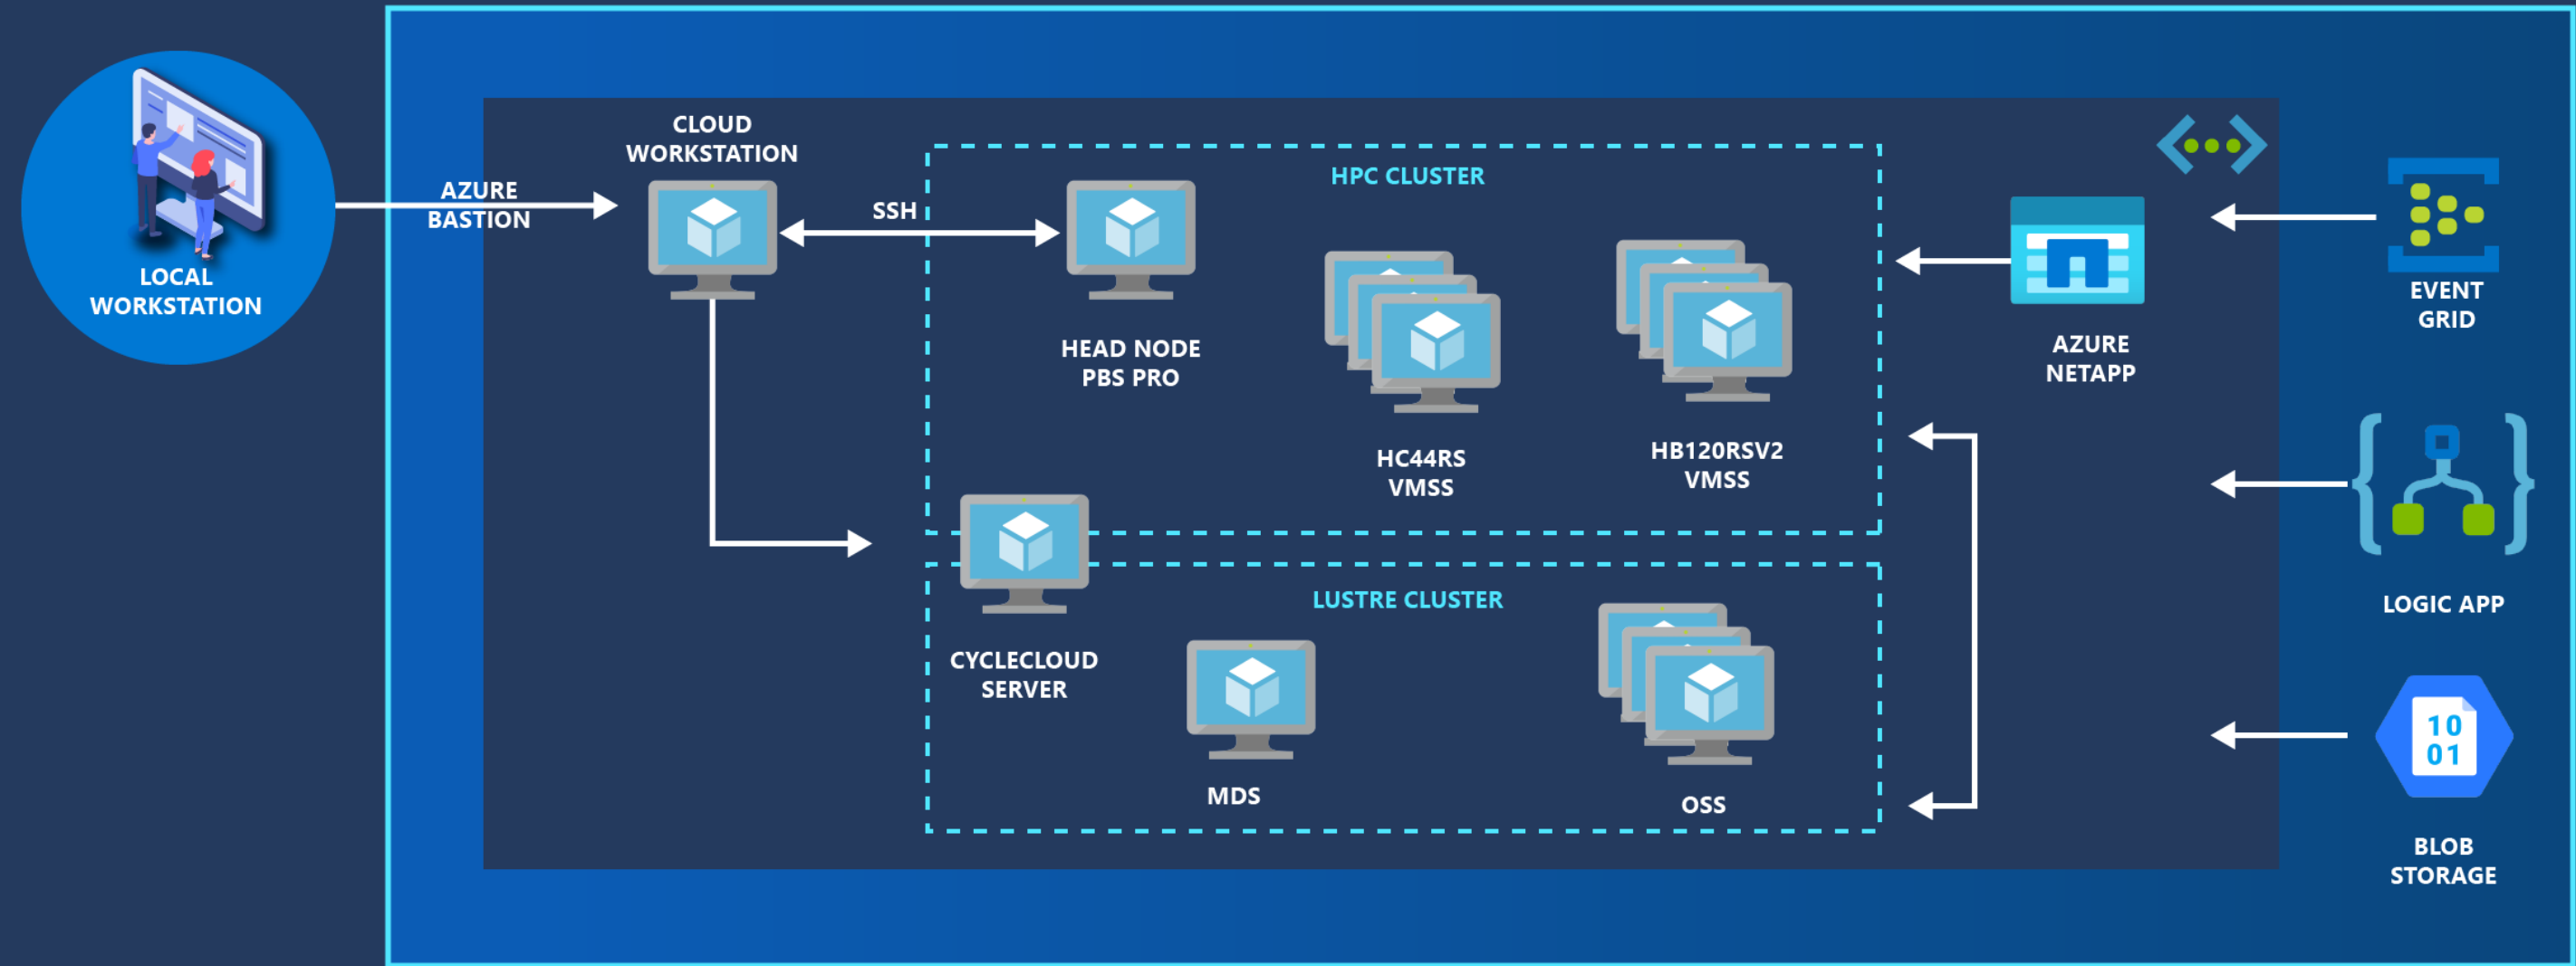 LOCAL
WORKSTATION
AZURE
BASTION
CLOUD
WORKSTATION
SSH
HPC CLUSTER
HEAD NODE
PBS PRO
HC44RS
VMSS
HB120RSV2
VMSS
CYCLECLOUD
SERVER
LUSTRE CLUSTER
MDS
OSS
AZURE
NETAPP
EVENT
GRID
LOGIC APP
10
01
BLOB
STORAGE